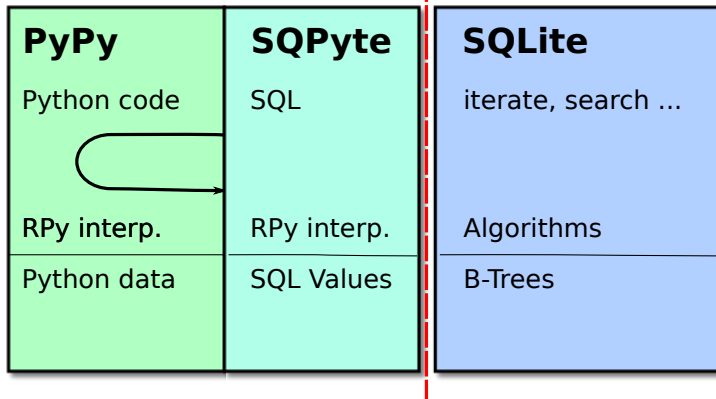 PyPy
Python code
RPy interp.
Python data
SQPyte
SQL
RPy interp.
SQL Values
SQLite
iterate, search ...
Algorithms
B-Trees